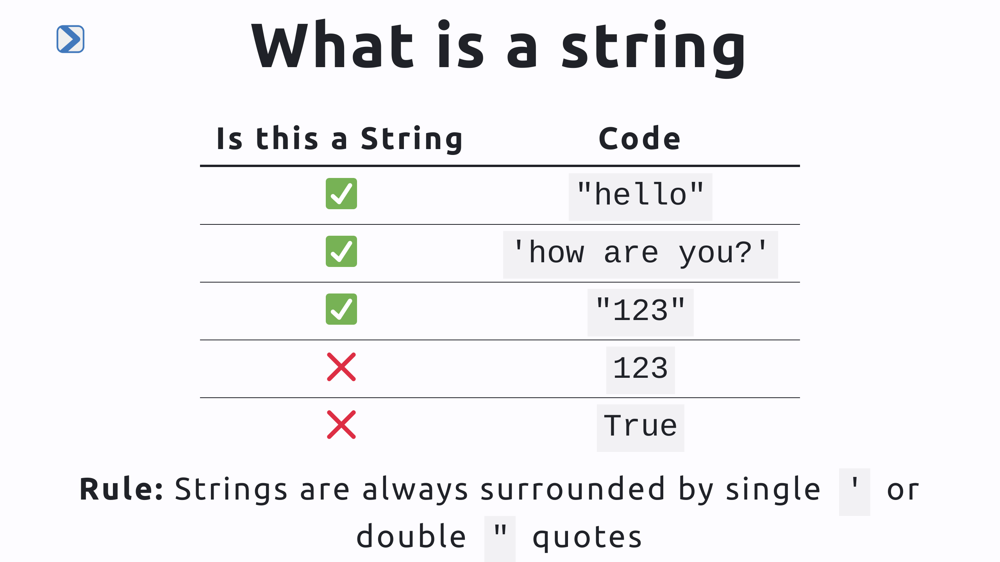 What is a string
Is this a String Code
"hello"
'how are you?'
"123"
123
True
Rule: Strings are always surrounded by single ' or
double " quotes